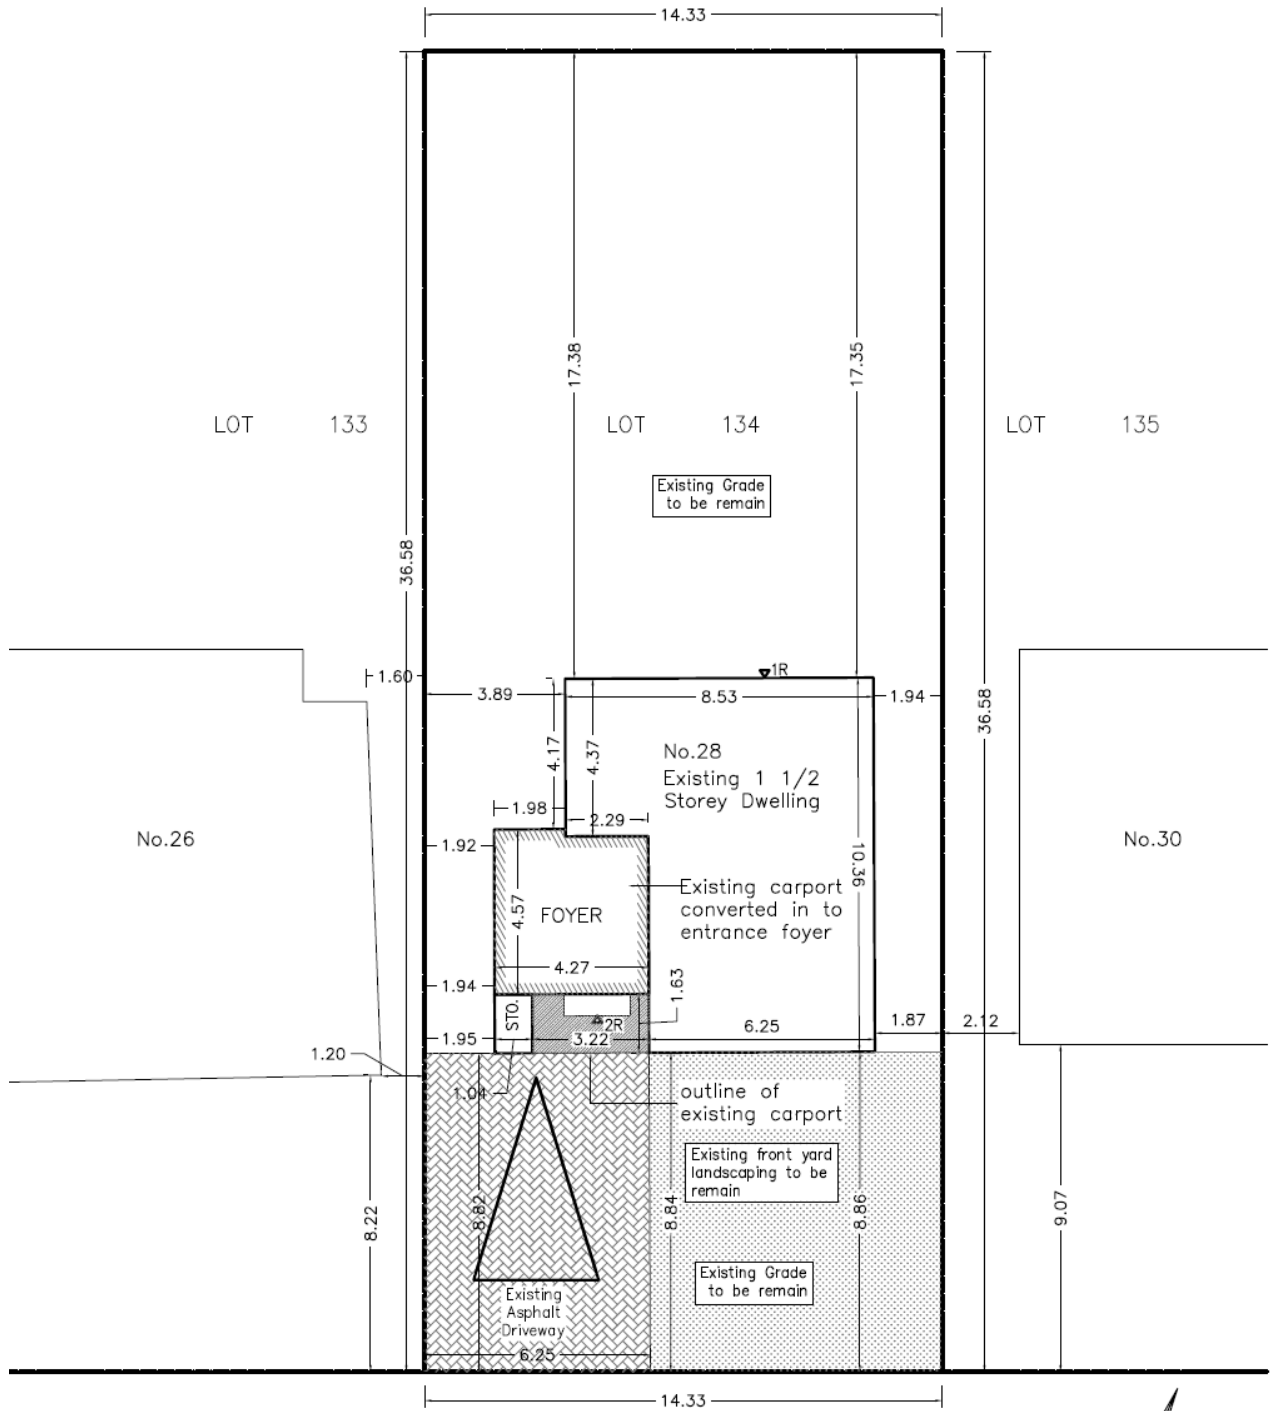 14.33
17.38
17.35
LOT 133
LOT 134
LOT 135
Existing Grade
to be remain
36.58
36.58
1.60
1R
3.89
8.53
1.94
4.17
4.37
No.28
Existing 1 1/2
Storey Dwelling
1.98
2.29
No.26
1.92
No.30
10.36
Existing carport
converted in to
entrance foyer
4.57
FOYER
4.27
1.94
1.63
STO.
2R
3.22
6.25
1.87
2.12
1.95
1.20
1.04
outline of
existing carport
Existing front yard
landscaping to be
remain
8.22
8.82
8.84
8.86
9.07
Existing Grade
to be remain
Existing
Asphalt
Driveway
6.25
14.33